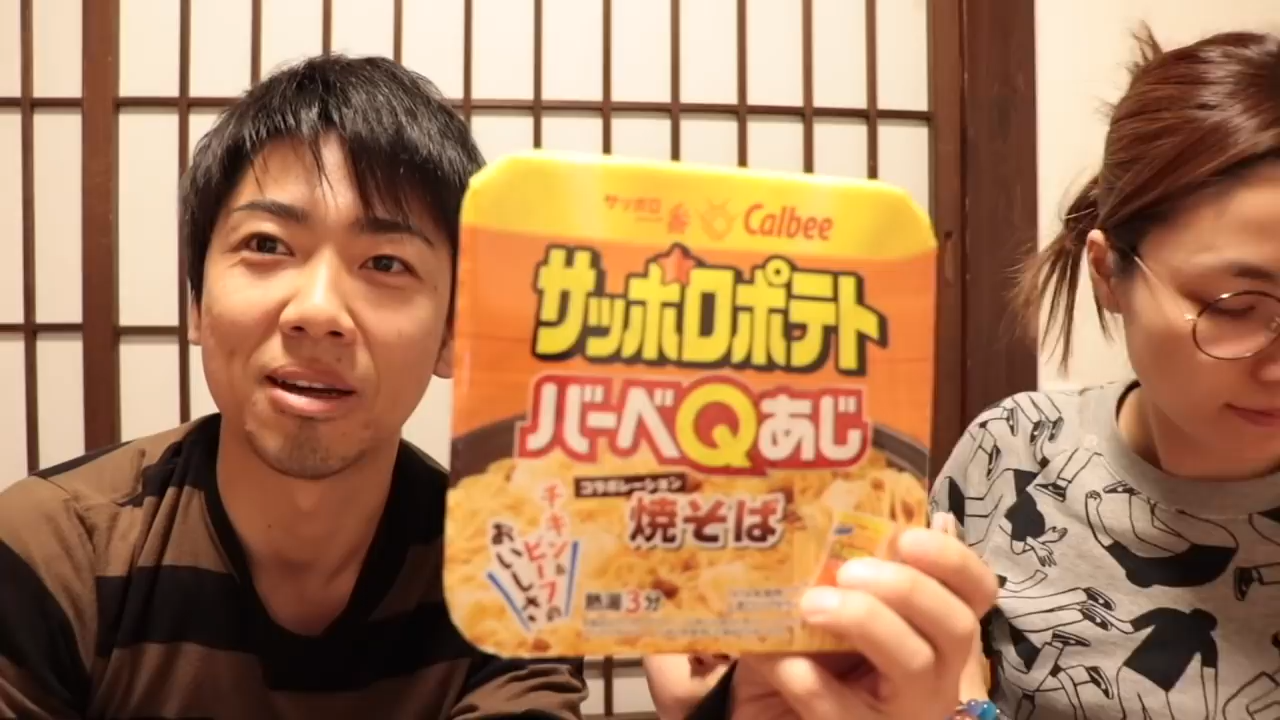 サッポロ
Calbee
サッポロポテト
バーベQあじ
コラボレーション
焼そば
チキン&
ビーフの
おいしさ
熱湯3分